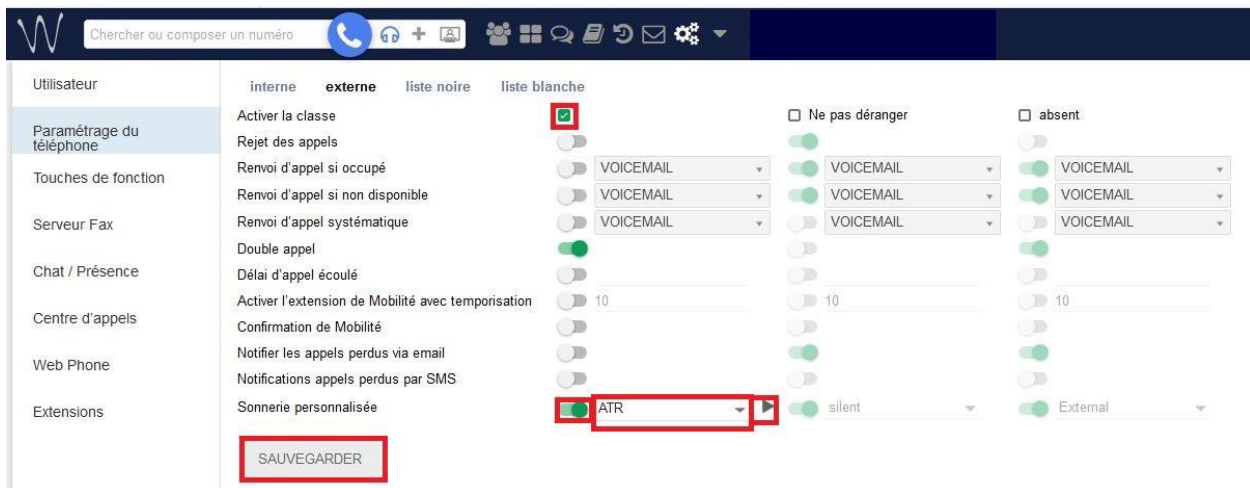 Chercher ou composer un numéro
Utilisateur
Paramétrage du
téléphone
Touches de fonction
Serveur Fax
Chat / Présence
Centre d'appels
Web Phone
Extensions
interne externe liste noire liste blanche
Activer la classe Ne pas déranger absent
Rejet des appels
Renvoi d'appel si occupé VOICEMAIL VOICEMAIL VOICEMAIL
Renvoi d'appel si non disponible VOICEMAIL VOICEMAIL VOICEMAIL
Renvoi d'appel systématique VOICEMAIL VOICEMAIL VOICEMAIL
Double appel
Délai d'appel écoulé
Activer l'extension de Mobilité avec temporisation 10 10 10
Confirmation de Mobilité
Notifier les appels perdus via email
Notifications appels perdus par SMS
Sonnerie personnalisée ATR silent External
SAUVEGARDER